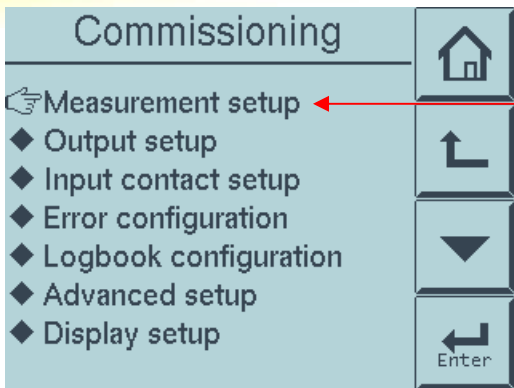 Commissioning
Measurement setup
Output setup
Input contact setup
Error configuration
Logbook configuration
Advanced setup
Display setup
Enter